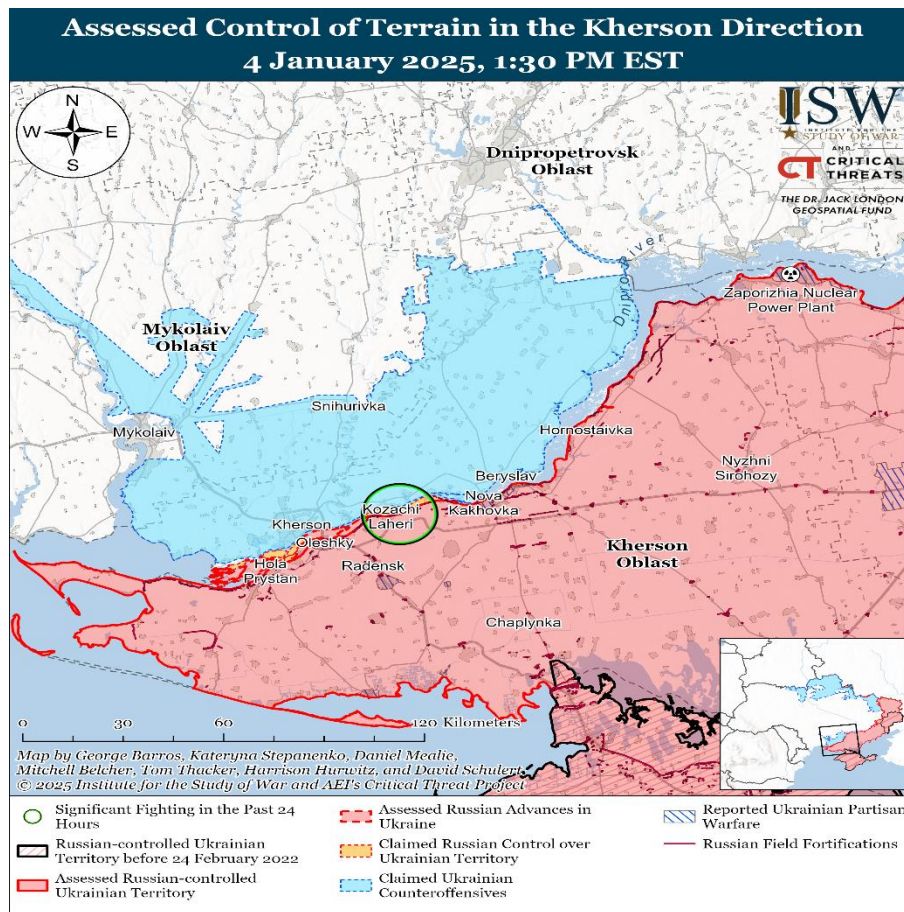 Assessed Control of Terrain in the Kherson Direction
4 January 2025, 1:30 PM EST
N
W E
S
ISW
INSTITUTE FOR THE
STUDY OF WAR
AND
CT CRITICAL
THREATS
THE DR. JACK LONDON
GEOSPATIAL FUND
Dnipropetrovsk
Oblast
Dnipro River
Zaporizhia Nuclear
Power Plant
Mykolaiv
Oblast
Snihurivka
Mykolaiv
Hornostaivka
Nyzhni
Sirohozy
Beryslav
Nova
Kakhovka
Kozachi
Laheri
Kherson
Oleshky
Hola
Prystan
Radensk
Kherson
Oblast
Chaplynka
0 30 60 120 Kilometers
Map by George Barros, Kateryna Stepanenko, Daniel Mealie,
Mitchell Belcher, Tom Thacker, Harrison Hurwitz, and David Schulert
© 2025 Institute for the Study of War and AEI's Critical Threat Project
Significant Fighting in the Past 24
Hours
Russian-controlled Ukrainian
Territory before 24 February 2022
Assessed Russian-controlled
Ukrainian Territory
Assessed Russian Advances in
Ukraine
Claimed Russian Control over
Ukrainian Territory
Claimed Ukrainian
Counteroffensives
Reported Ukrainian Partisan
Warfare
Russian Field Fortifications